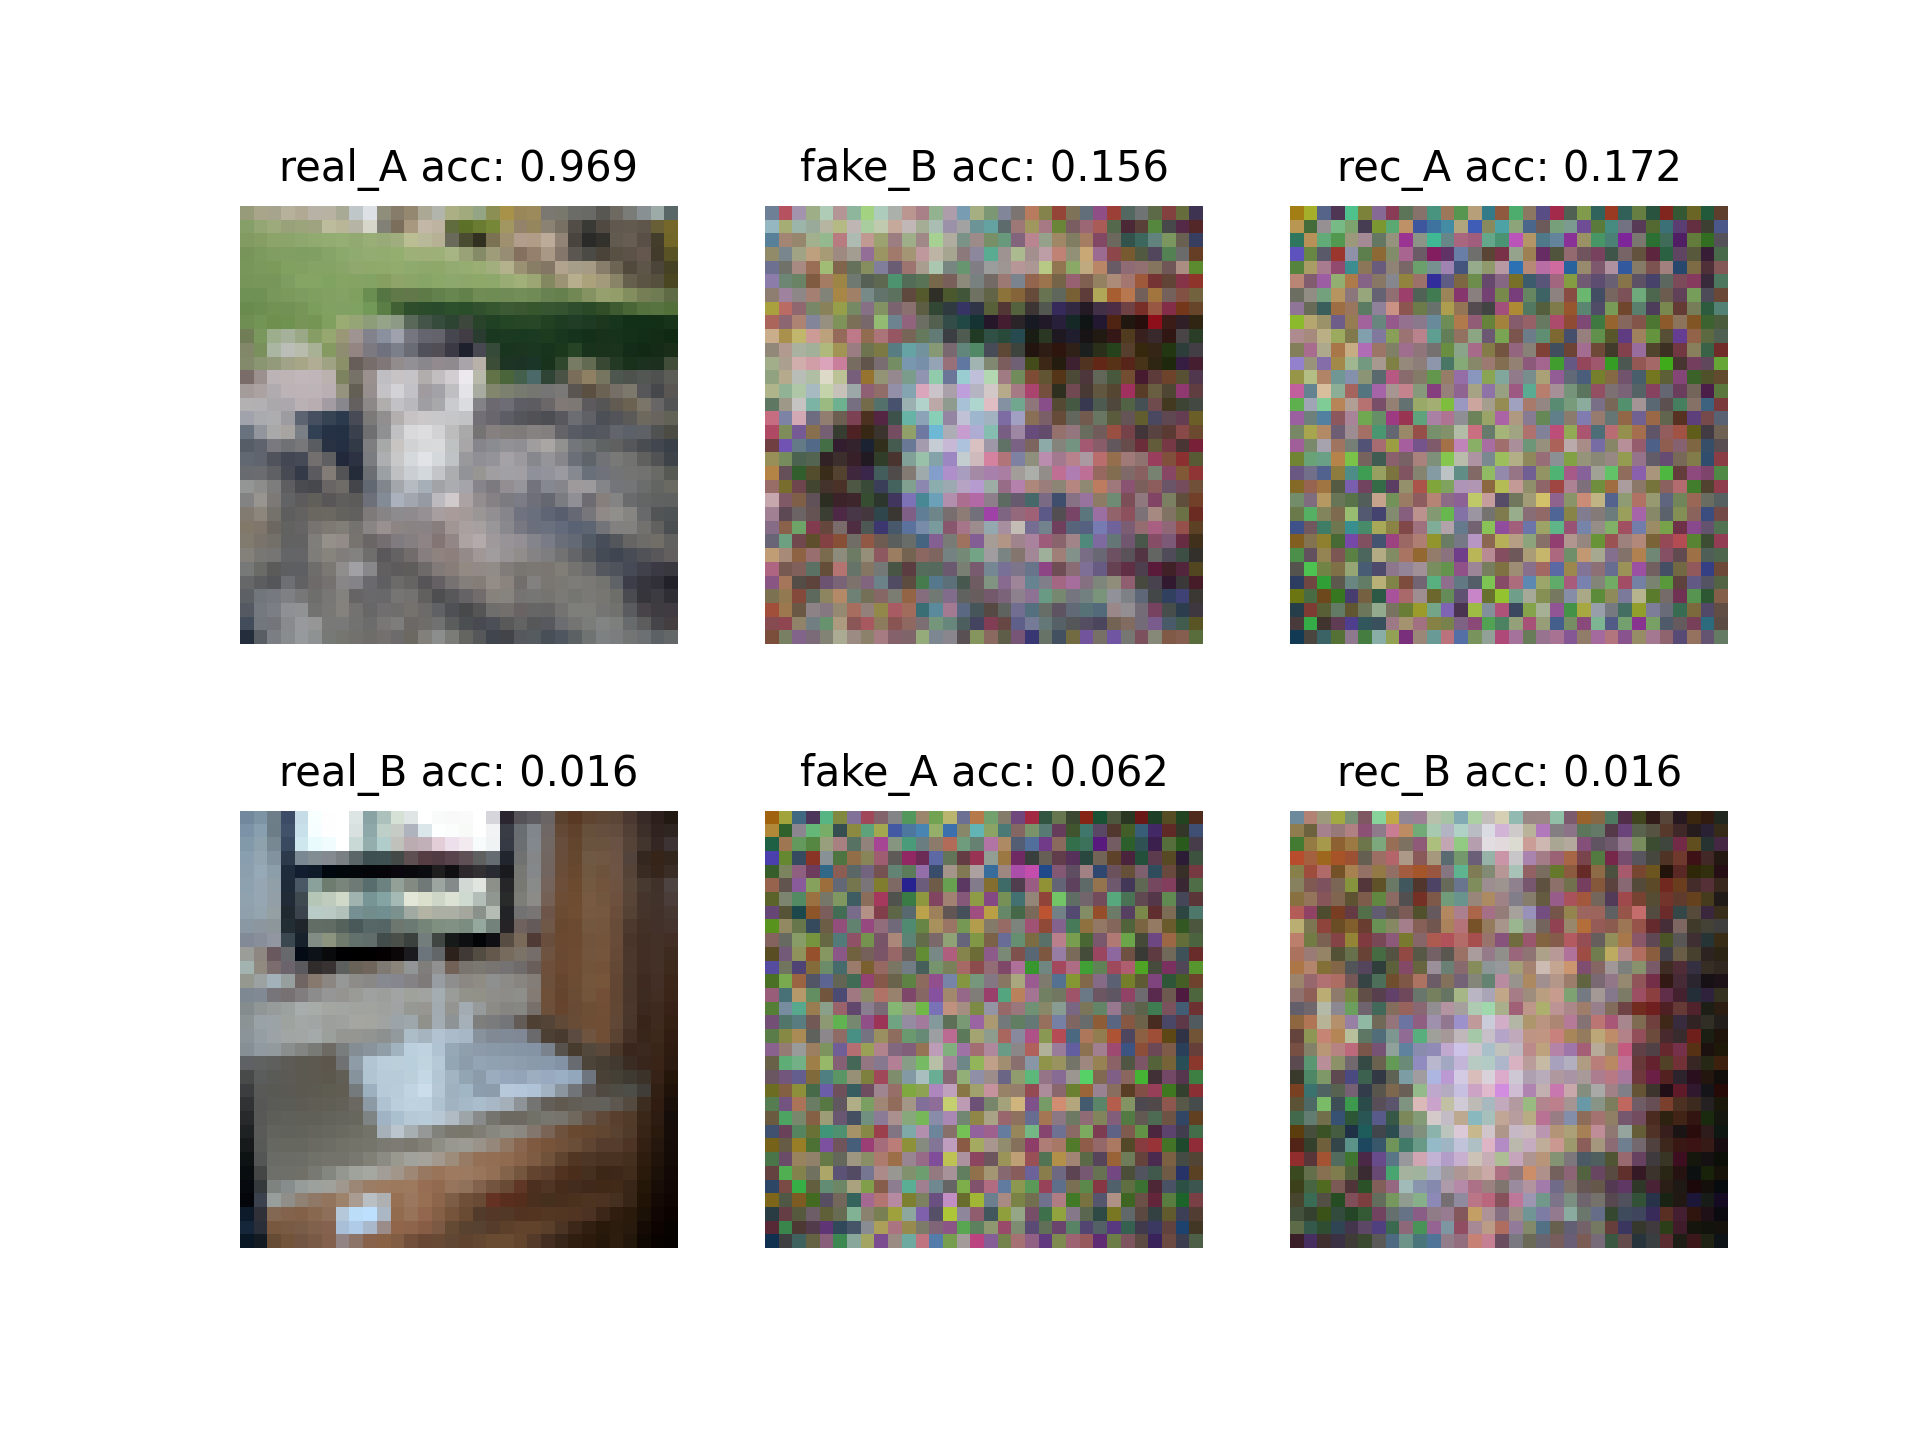 real_A acc: 0.969
fake_B acc: 0.156
rec_A acc: 0.172
real_B acc: 0.016
fake_A acc: 0.062
rec_B acc: 0.016